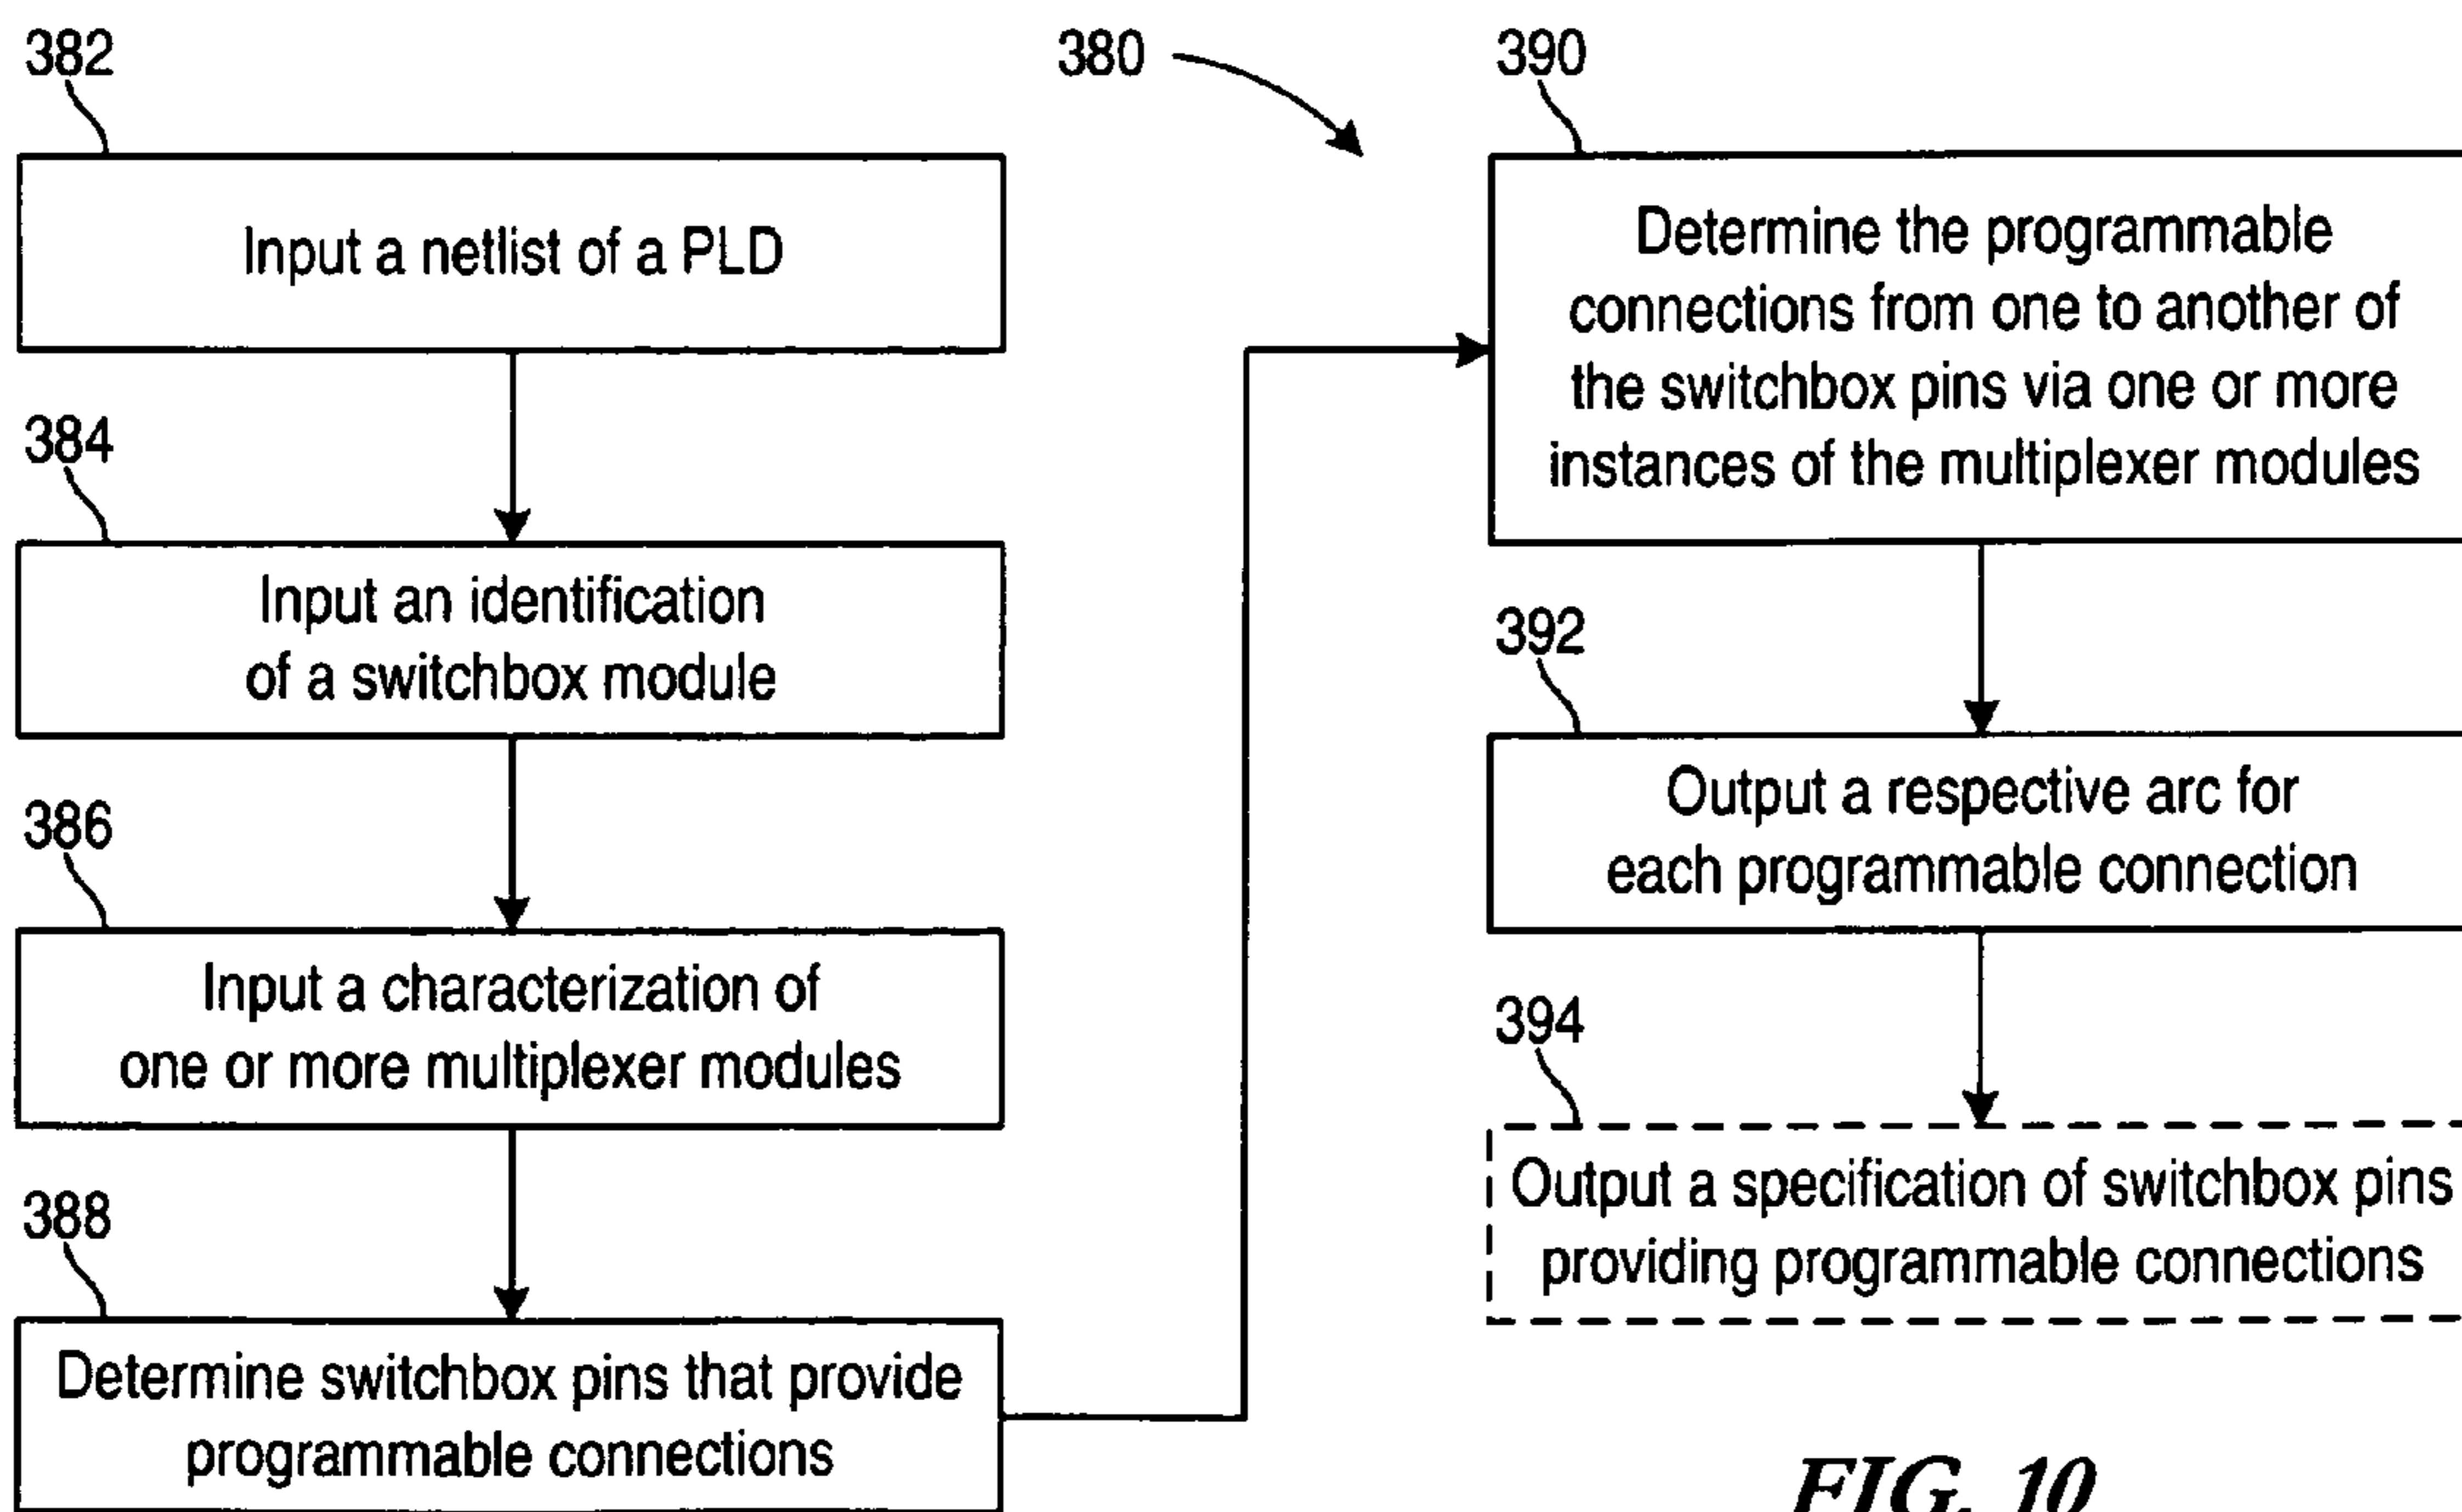 382
Input a netlist of a PLD
384
Input an identification
of a switchbox module
386
Input a characterization of
one or more multiplexer modules
388
Determine switchbox pins that provide
programmable connections
380
390
Determine the programmable
connections from one to another of
the switchbox pins via one or more
instances of the multiplexer modules
392
Output a respective arc for
each programmable connection
394
Output a specification of switchbox pins
providing programmable connections
FIG. 10